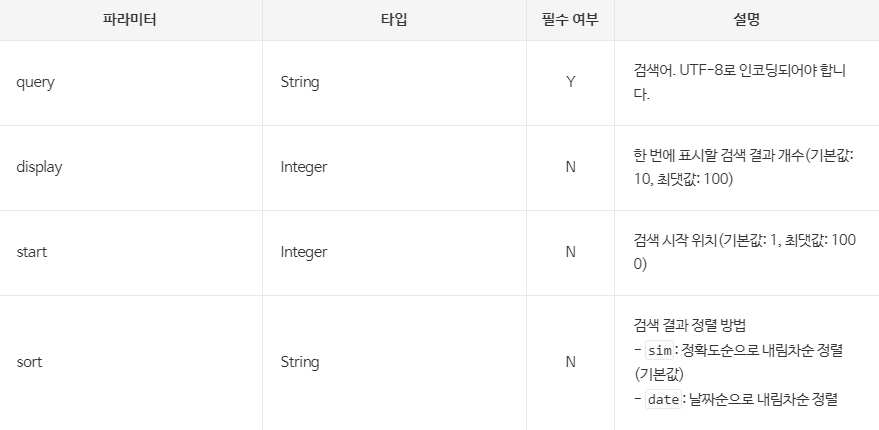 파라미터 타입 필수 여부 설명
query String Y 검색어. UTF-8로 인코딩되어야 합니
다.
display Integer N 한 번에 표시할 검색 결과 개수(기본값:
10, 최댓값: 100)
start Integer N 검색 시작 위치(기본값: 1, 최댓값: 100
0)
sort String N 검색 결과 정렬 방법
- sim: 정확도순으로 내림차순 정렬
(기본값)
- date: 날짜순으로 내림차순 정렬